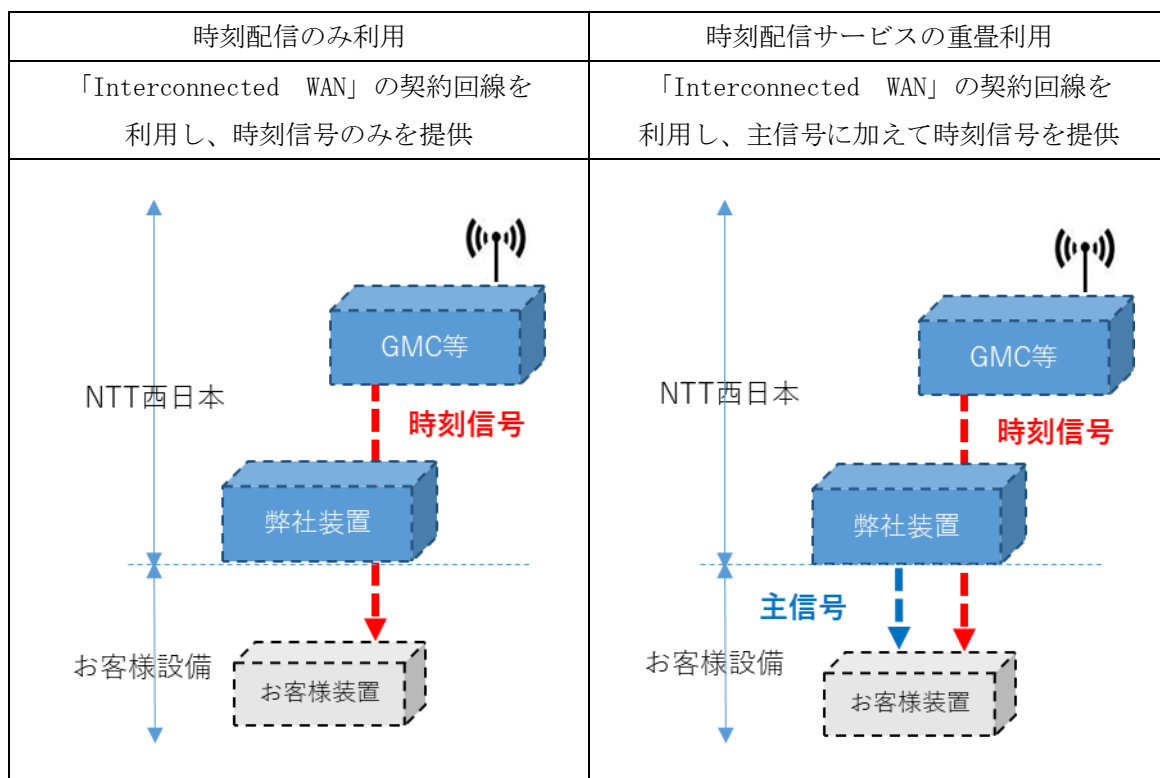 時刻配信のみ利用
時刻配信サービスの重畳利用
「Interconnected　WAN」の契約回線を
利用し、時刻信号のみを提供
「Interconnected　WAN」の契約回線を
利用し、主信号に加えて時刻信号を提供
GMC等
NTT西日本
時刻信号
弊社装置
お客様設備
お客様装置
GMC等
NTT西日本
時刻信号
弊社装置
主信号
お客様設備
お客様装置